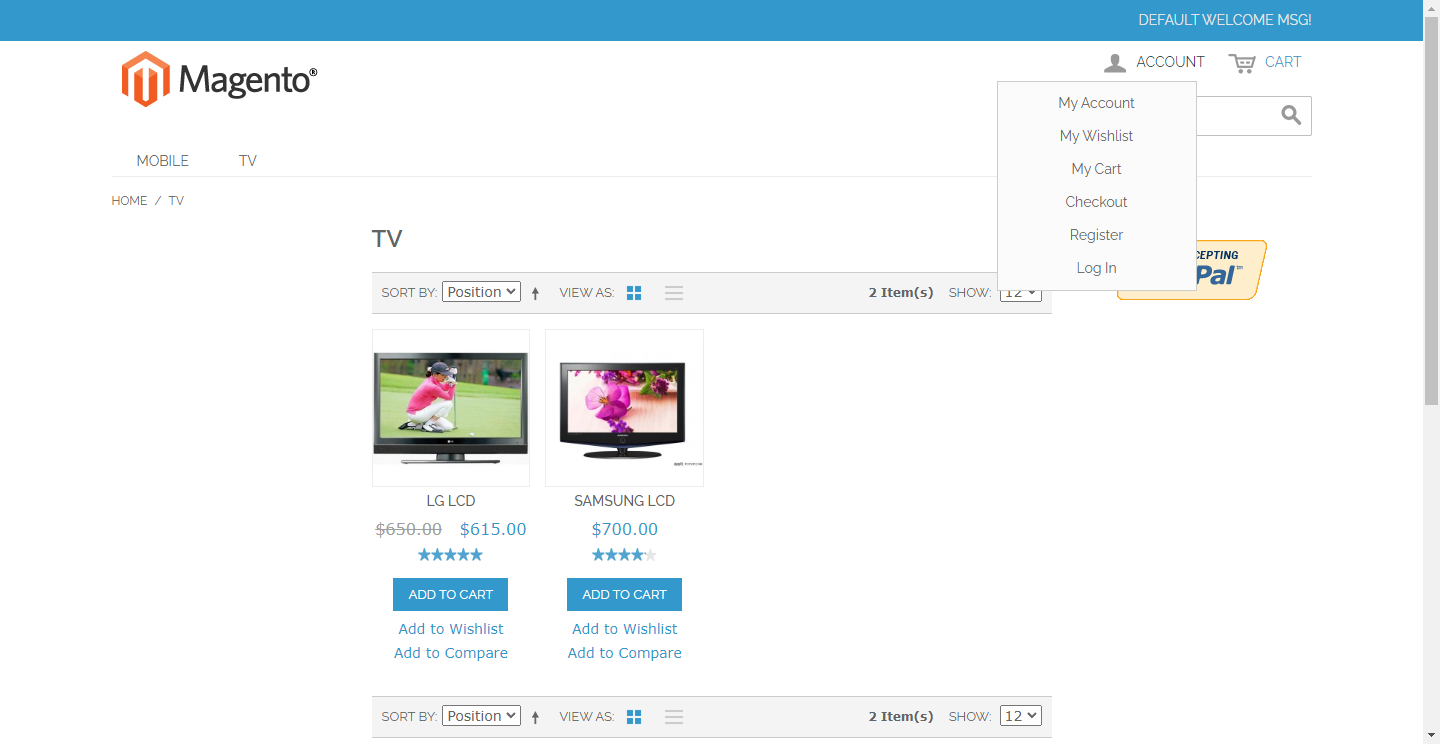 DEFAULT WELCOME MSG!
Magento®
ACCOUNT
CART
My Account
My Wishlist
My Cart
Checkout
Register
Log In
MOBILE
TV
HOME / TV
TV
SORT BY: Position
VIEW AS:
2 Item(s)
SHOW: 12
LG LCD
$650.00 $615.00
ADD TO CART
Add to Wishlist
Add to Compare
SAMSUNG LCD
$700.00
ADD TO CART
Add to Wishlist
Add to Compare
SORT BY: Position
VIEW AS:
2 Item(s)
SHOW: 12